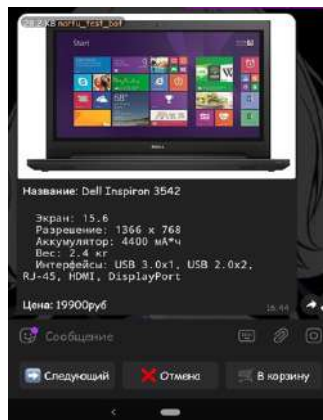 Start
DELL
Название: Dell Inspiron 3542
Экран: 15.6
Разрешение: 1366 x 768
Аккумулятор: 4400 мА*ч
Вес: 2.4 кг
Интерфейсы: USB 3.0x1, USB 2.0x2,
RJ-45, HDMI, DisplayPort
Цена: 19900руб
16:44
Сообщение
Следующий
Отмена
В корзину